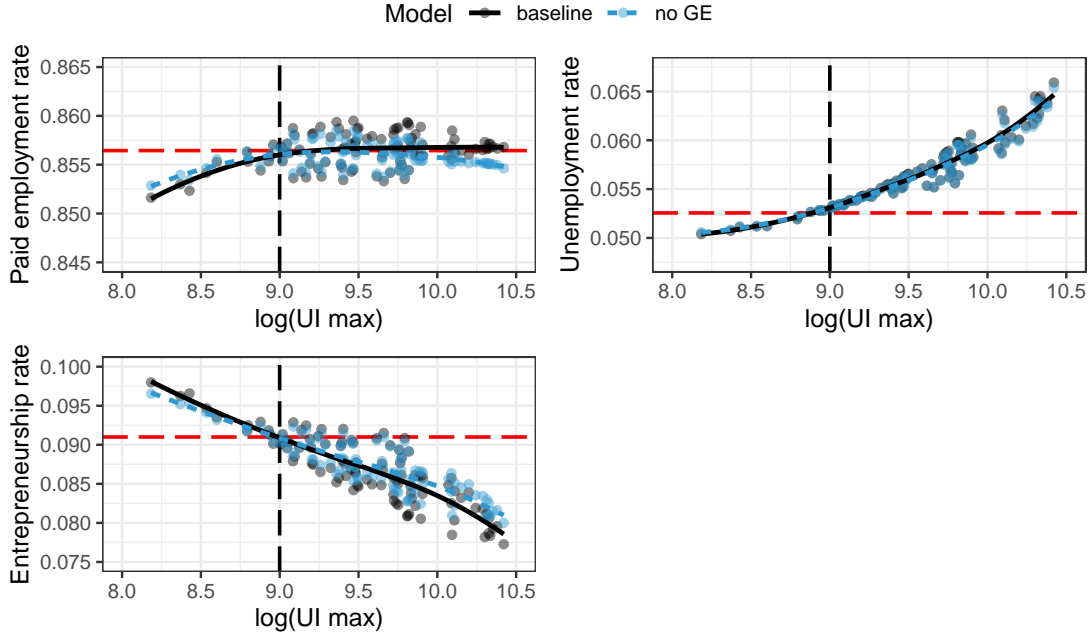 Model baseline no GE
Paid employment rate
0.865
0.860
0.855
0.850
0.845
8.0 8.5 9.0 9.5 10.0 10.5
log(UI max)
Unemployment rate
0.065
0.060
0.055
0.050
8.0 8.5 9.0 9.5 10.0 10.5
log(UI max)
Entrepreneurship rate
0.100
0.095
0.090
0.085
0.080
0.075
8.0 8.5 9.0 9.5 10.0 10.5
log(UI max)